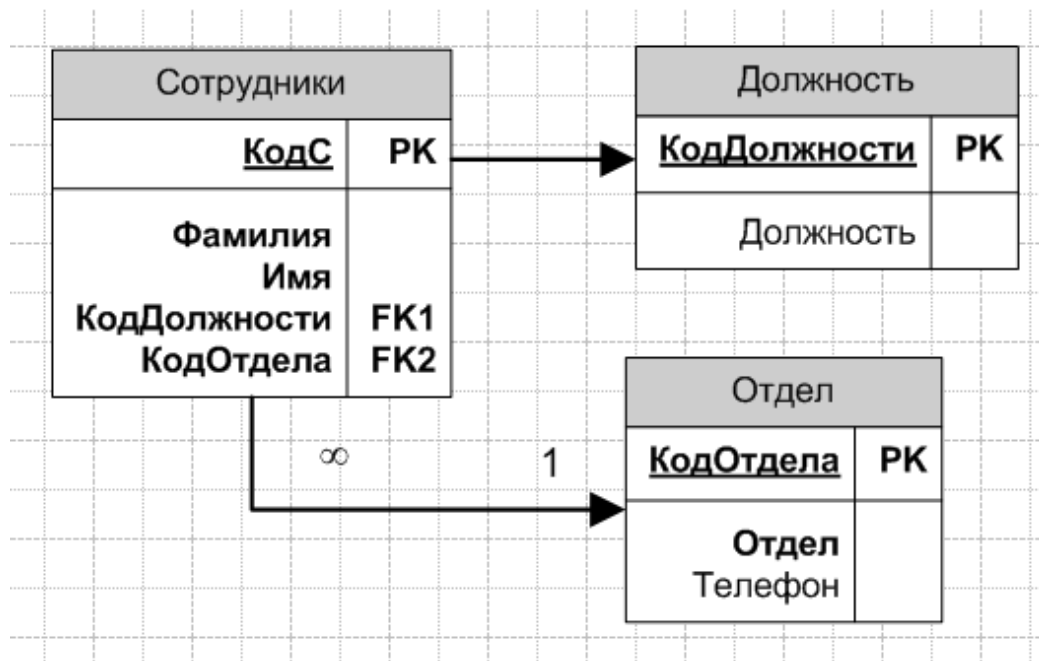 Сотрудники
КодС PK
Фамилия
Имя
КодДолжности FK1
КодОтдела FK2
Должность
КодДолжности PK
Должность
∞ 1
Отдел
КодОтдела PK
Отдел
Телефон